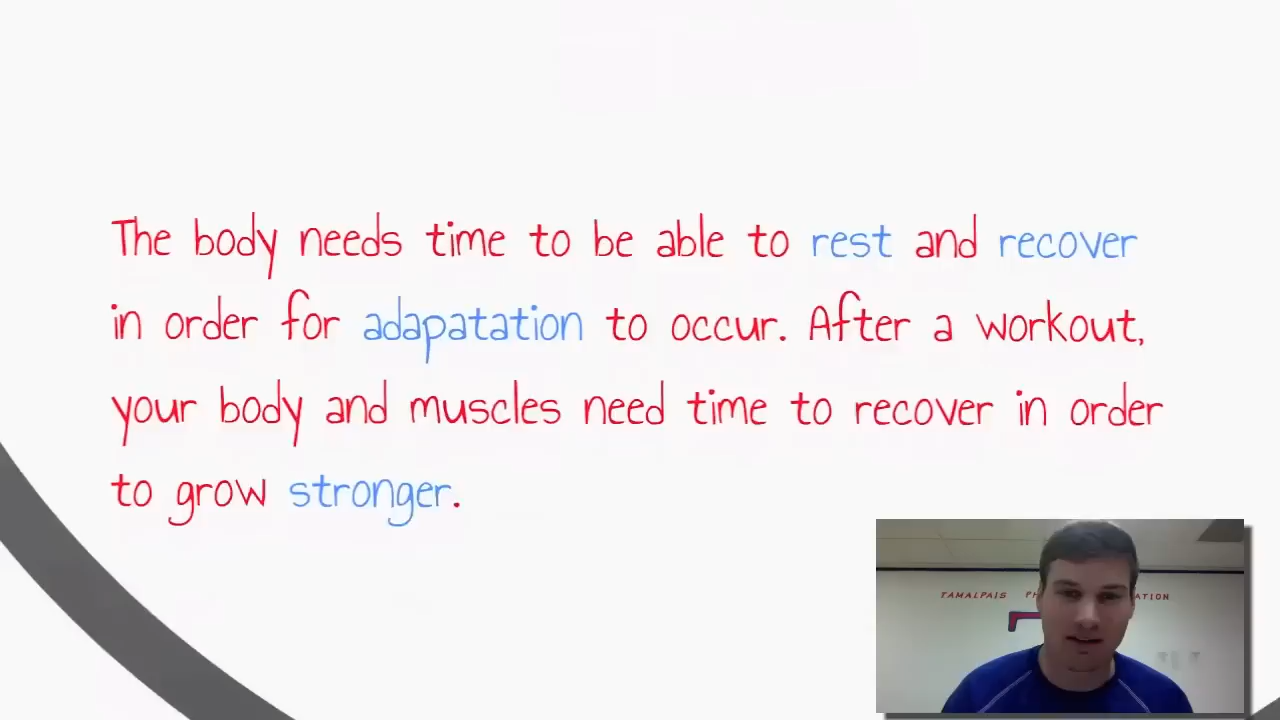 The body needs time to be able to rest and recover
in order for adapatation to occur. After a workout,
your body and muscles need time to recover in order
to grow stronger.
TAMALPAIS